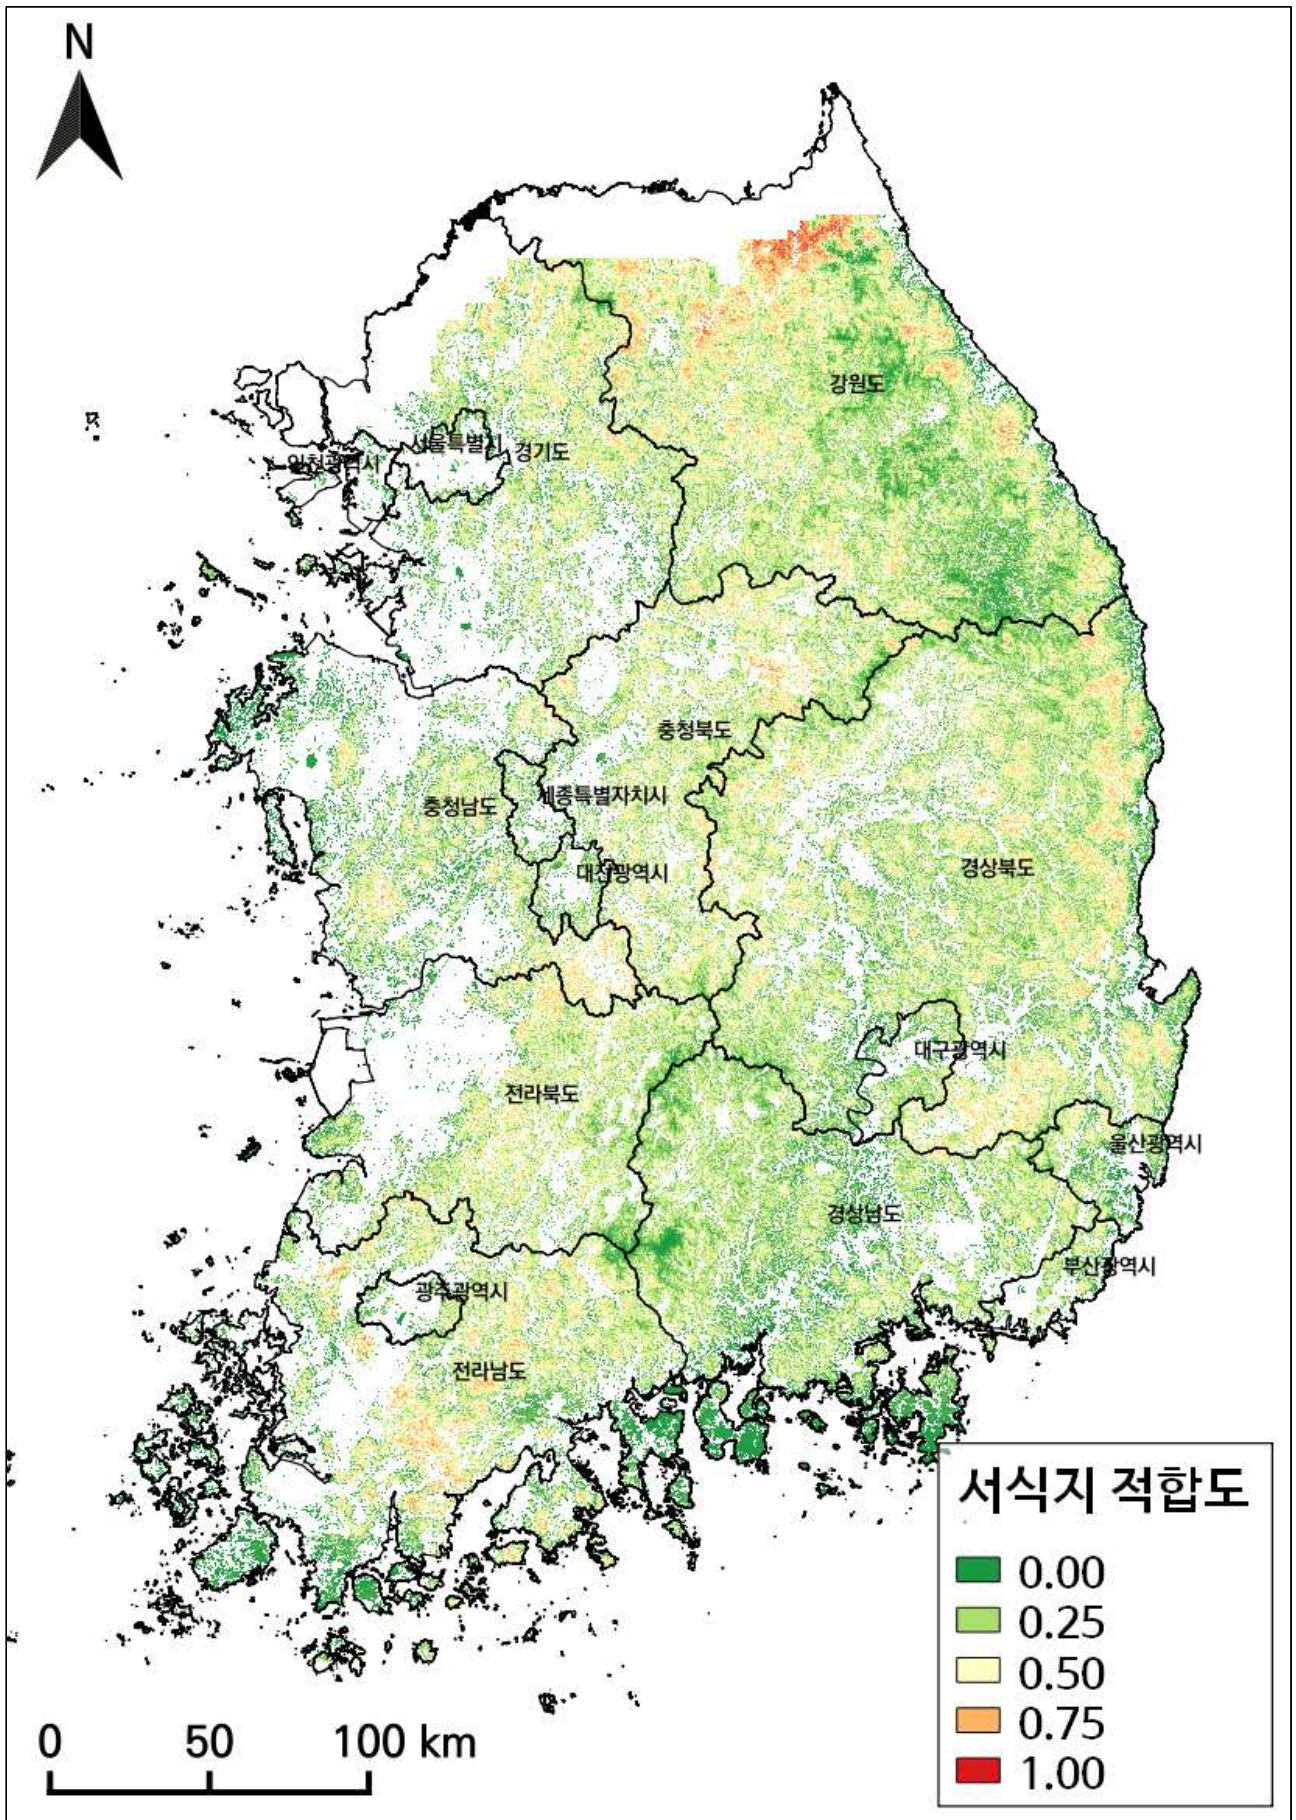 N
강원도
서울특별시
경기도
인천광역시
충청북도
세종특별자치시
충청남도
대전광역시
경상북도
대구광역시
전라북도
울산광역시
경상남도
부산광역시
광주광역시
전라남도
서식지 적합도
0.00
0.25
0.50
0.75
1.00
0 50 100 km